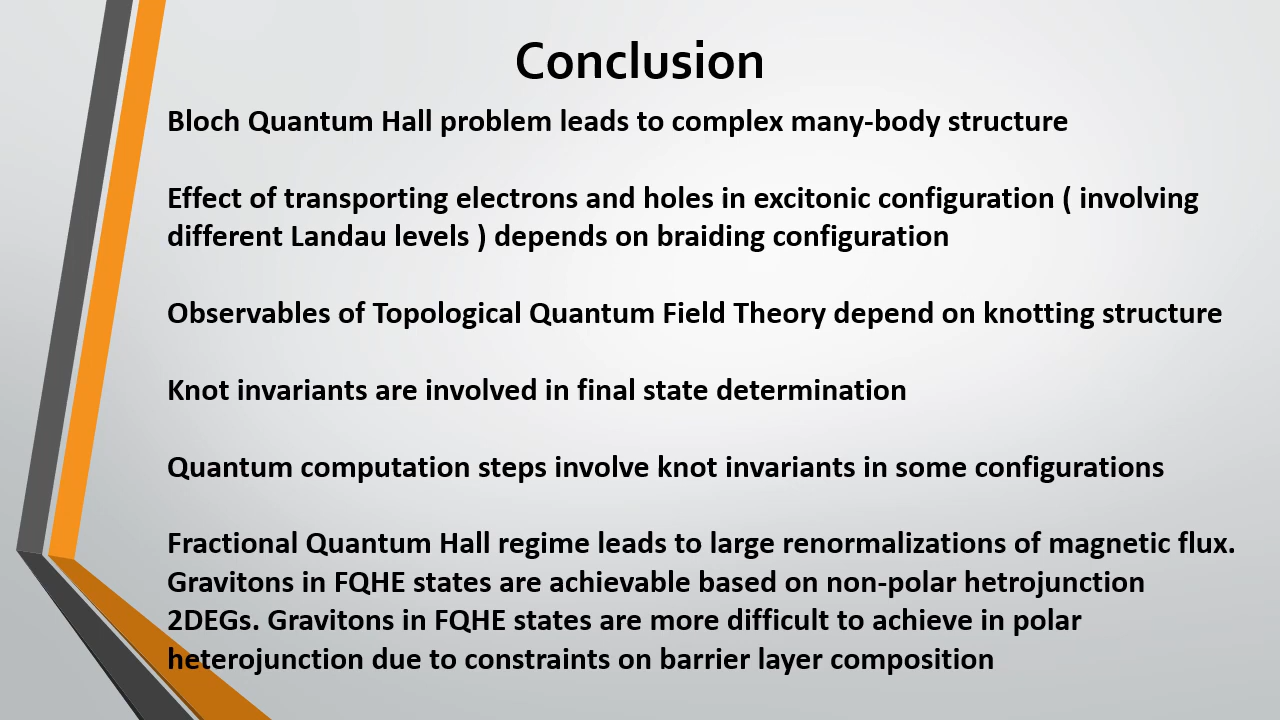 Conclusion
Bloch Quantum Hall problem leads to complex many-body structure
Effect of transporting electrons and holes in excitonic configuration ( involving
different Landau levels ) depends on braiding configuration
Observables of Topological Quantum Field Theory depend on knotting structure
Knot invariants are involved in final state determination
Quantum computation steps involve knot invariants in some configurations
Fractional Quantum Hall regime leads to large renormalizations of magnetic flux.
Gravitons in FQHE states are achievable based on non-polar hetrojunction
2DEGs. Gravitons in FQHE states are more difficult to achieve in polar
heterojunction due to constraints on barrier layer composition